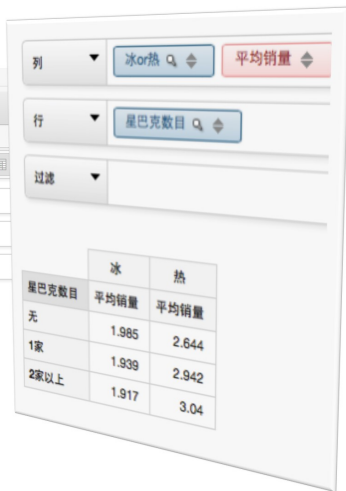 列 冰or热 平均销量
行 星巴克数目
过滤
冰 热
星巴克数目 平均销量 平均销量
无 1.985 2.644
1家 1.939 2.942
2家以上 1.917 3.04